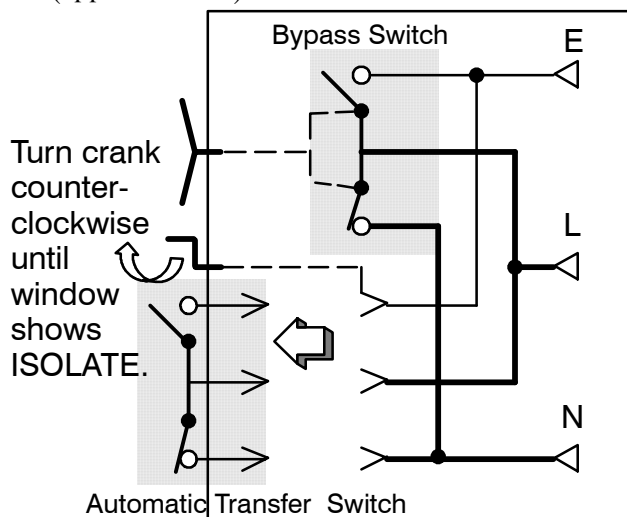 Bypass Switch
E
Turn crank
counter-
clockwise
until
window
shows
ISOLATE.
L
N
Automatic Transfer Switch